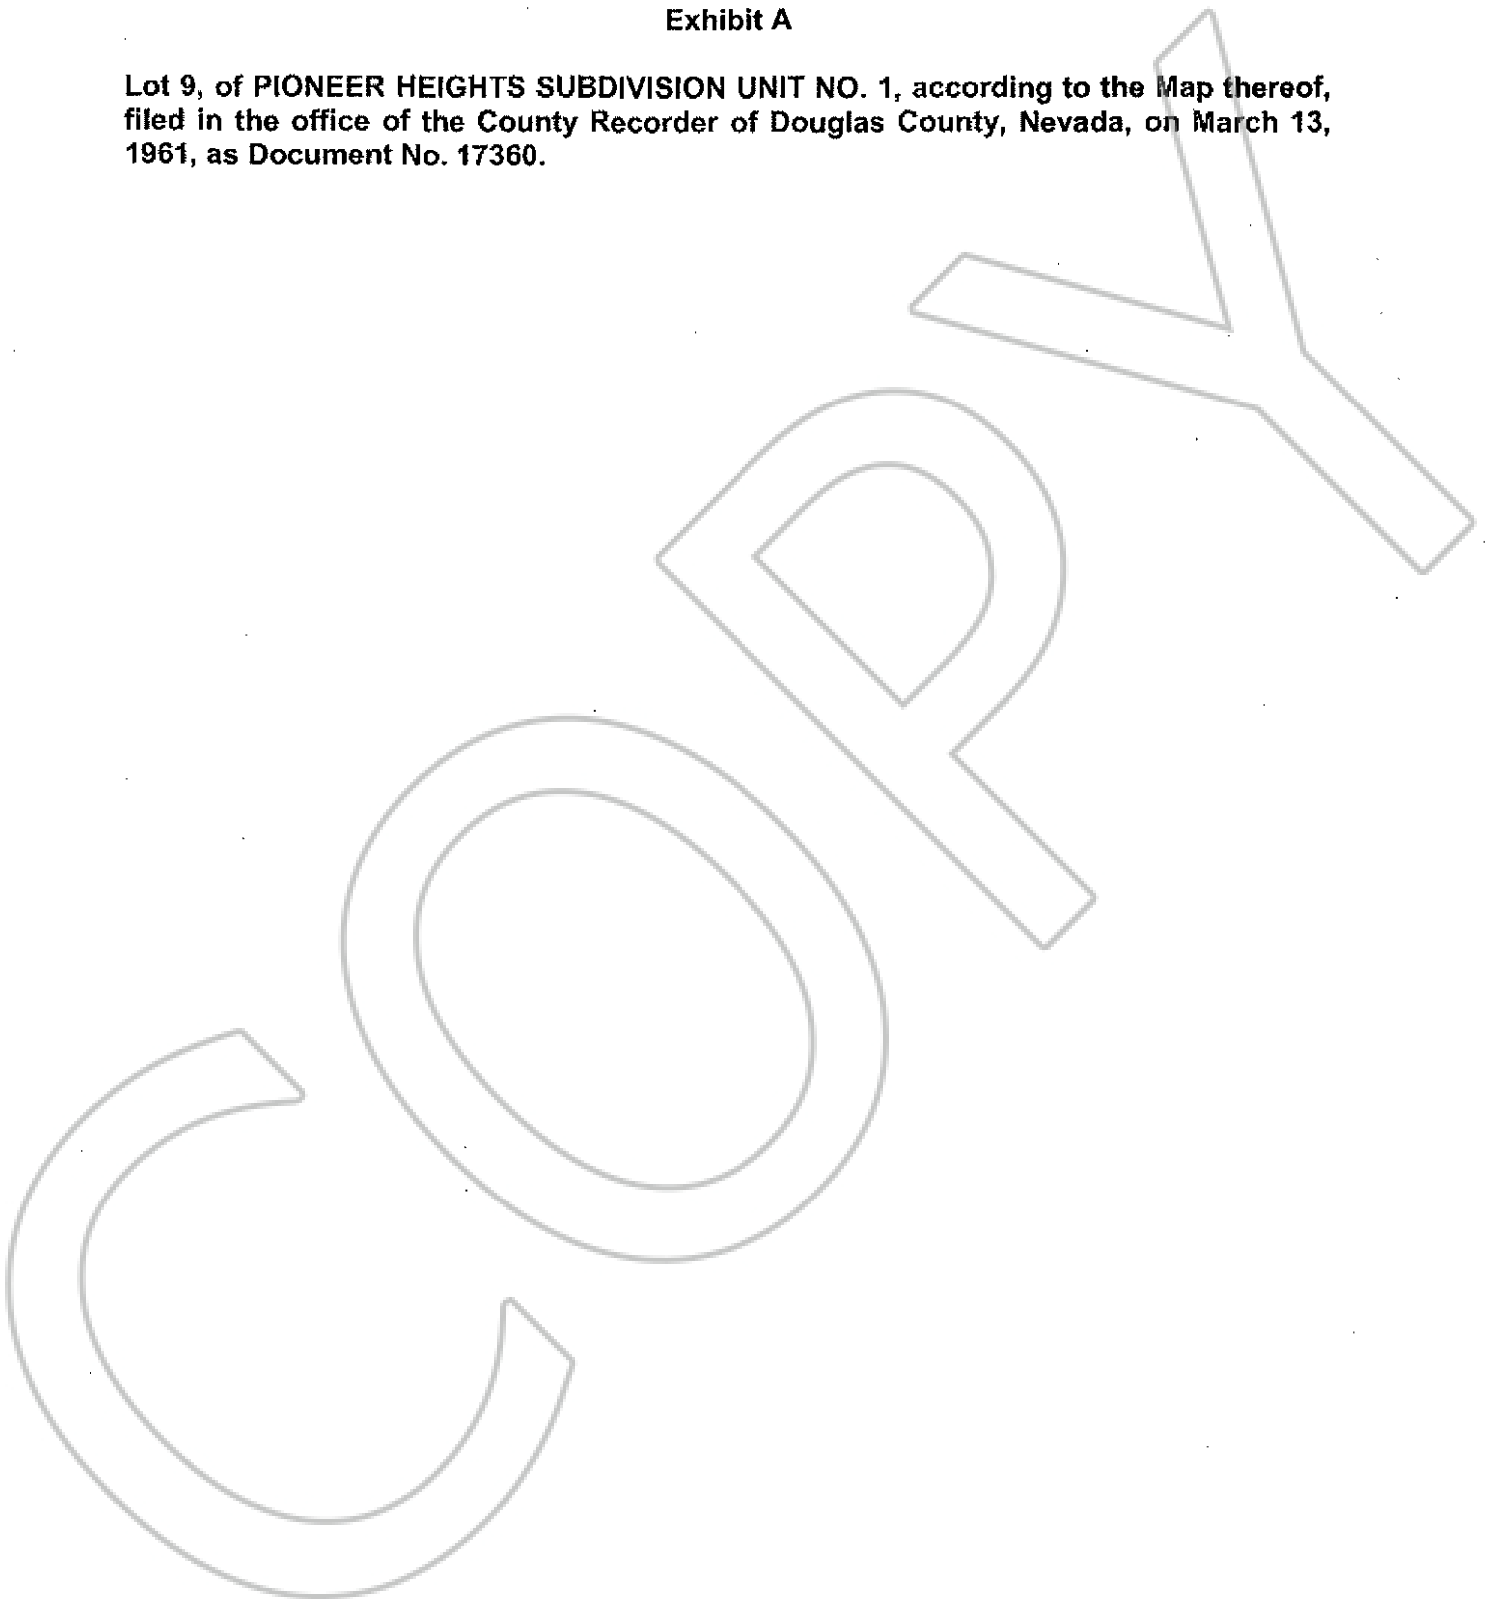 Exhibit A
Lot 9, of PIONEER HEIGHTS SUBDIVISION UNIT NO. 1, according to the Map thereof,
filed in the office of the County Recorder of Douglas County, Nevada, on March 13,
1961, as Document No. 17360.
COPY